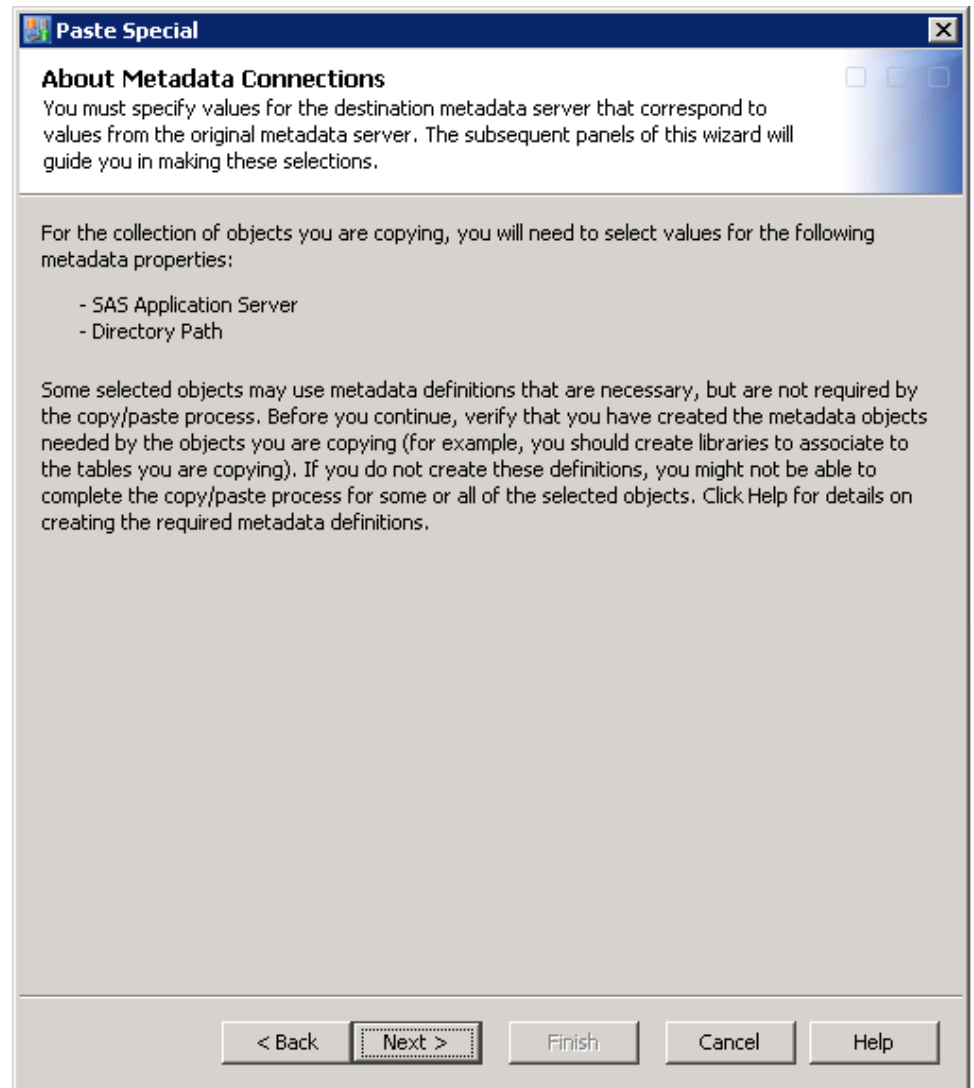 Paste Special
About Metadata Connections
You must specify values for the destination metadata server that correspond to
values from the original metadata server. The subsequent panels of this wizard will
guide you in making these selections.
For the collection of objects you are copying, you will need to select values for the following
metadata properties:
- SAS Application Server
- Directory Path
Some selected objects may use metadata definitions that are necessary, but are not required by
the copy/paste process. Before you continue, verify that you have created the metadata objects
needed by the objects you are copying (for example, you should create libraries to associate to
the tables you are copying). If you do not create these definitions, you might not be able to
complete the copy/paste process for some or all of the selected objects. Click Help for details on
creating the required metadata definitions.
< Back Next > Finish Cancel Help